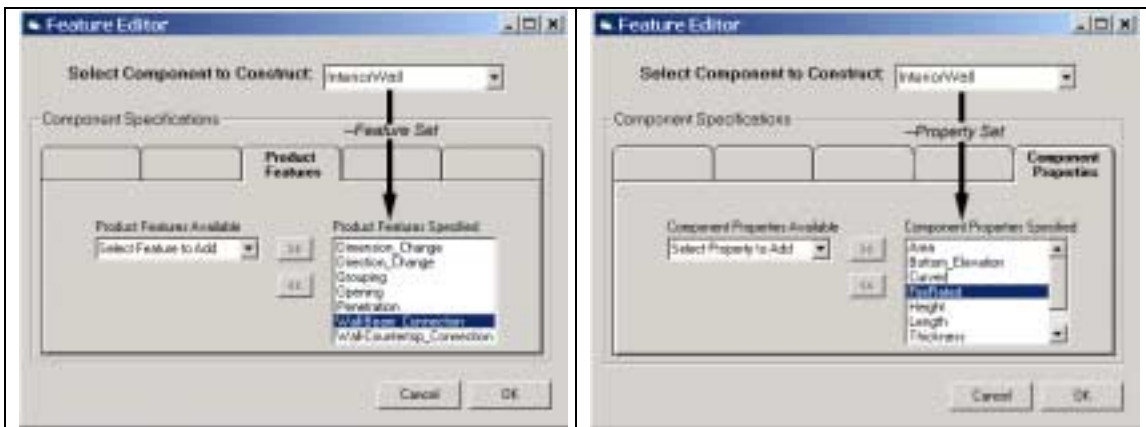 Feature Editor
Select Component to Construct:
InteriorWall
Component Specifications
--Feature Set
Product
Features
Product Features Available
Select Feature to Add
>>
<<
Product Features Specified
Dimension_Change
Direction_Change
Grouping
Opening
Penetration
Wall-Beam_Connection
Wall-Countertop_Connection
Cancel
OK
Feature Editor
Select Component to Construct:
InteriorWall
Component Specifications
--Property Set
Component
Properties
Component Properties Available
Select Property to Add
>>
<<
Component Properties Specified
Area
Bottom_Elevation
Curved
FireRated
Height
Length
Thickness
Cancel
OK